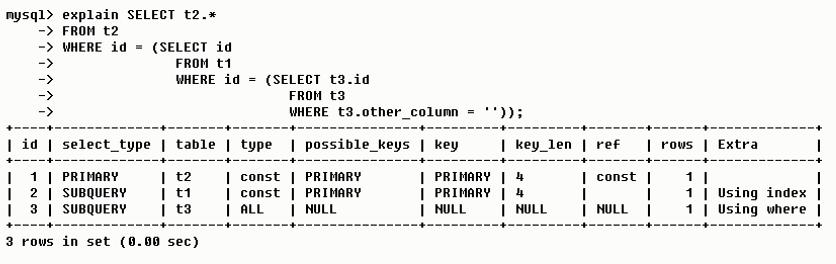 mysql> explain SELECT t2.*
    -> FROM t2
    -> WHERE id = (SELECT id
    ->             FROM t1
    ->             WHERE id = (SELECT t3.id
    ->                         FROM t3
    ->                         WHERE t3.other_column = ''));
+----+-------------+-------+-------+---------------+---------+---------+-------+------+-------------+
| id | select_type | table | type  | possible_keys | key     | key_len | ref   | rows | Extra       |
+----+-------------+-------+-------+---------------+---------+---------+-------+------+-------------+
|  1 | PRIMARY     | t2    | const | PRIMARY       | PRIMARY | 4       | const |    1 |             |
|  2 | SUBQUERY    | t1    | const | PRIMARY       | PRIMARY | 4       |       |    1 | Using index |
|  3 | SUBQUERY    | t3    | ALL   | NULL          | NULL    | NULL    | NULL  |    1 | Using where |
+----+-------------+-------+-------+---------------+---------+---------+-------+------+-------------+
3 rows in set (0.00 sec)